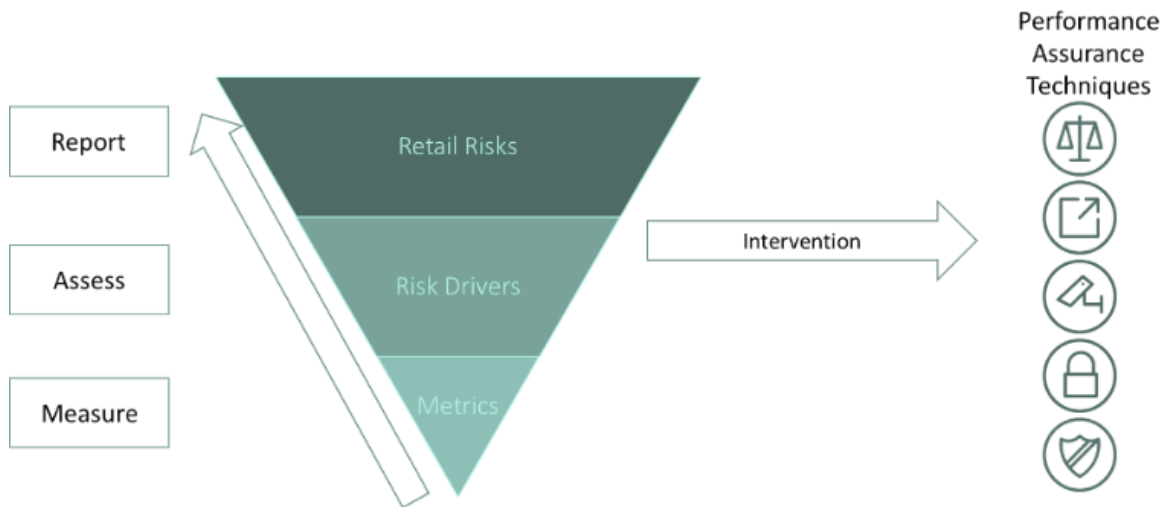 Performance
Assurance
Techniques
Report
Retail Risks
Intervention
Assess
Risk Drivers
Measure
Metrics